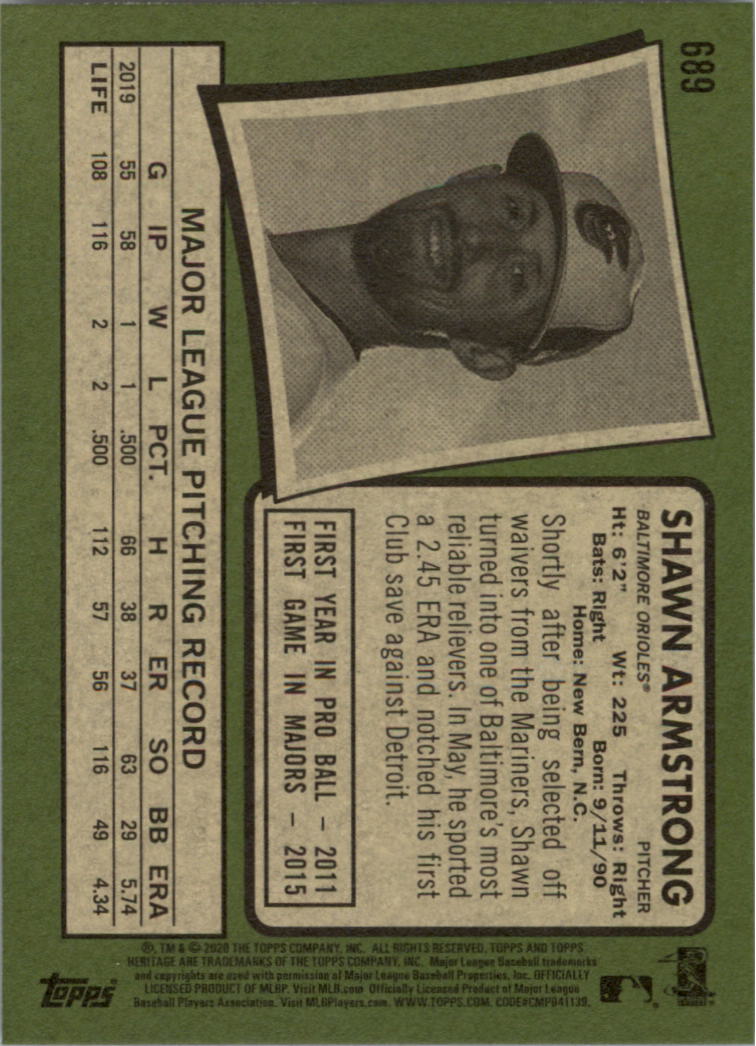 689
SHAWN ARMSTRONG
BALTIMORE ORIOLES® PITCHER
Ht: 6'2" Wt: 225 Throws: Right
Bats: Right Born: 9/11/90
Home: New Bern, N.C.
Shortly after being selected off
waivers from the Mariners, Shawn
turned into one of Baltimore's most
reliable relievers. In May, he sported
a 2.45 ERA and notched his first
Club save against Detroit.
FIRST YEAR IN PRO BALL – 2011
FIRST GAME IN MAJORS – 2015
MAJOR LEAGUE PITCHING RECORD
G IP W L PCT. H R ER SO BB ERA
2019 55 58 1 1 .500 66 38 37 63 29 5.74
LIFE 108 116 2 2 .500 112 57 56 116 49 4.34
®, TM & © 2020 THE TOPPS COMPANY, INC. ALL RIGHTS RESERVED. TOPPS AND TOPPS
HERITAGE ARE TRADEMARKS OF THE TOPPS COMPANY, INC. Major League Baseball trademarks
and copyrights are used with permission of Major League Baseball Properties, Inc. OFFICIALLY
LICENSED PRODUCT OF MLBP. Visit MLB.com Officially Licensed Product of Major League
Baseball Players Association. Visit MLBPlayers.com. WWW.TOPPS.COM. CODE#CMP041139.
topps®